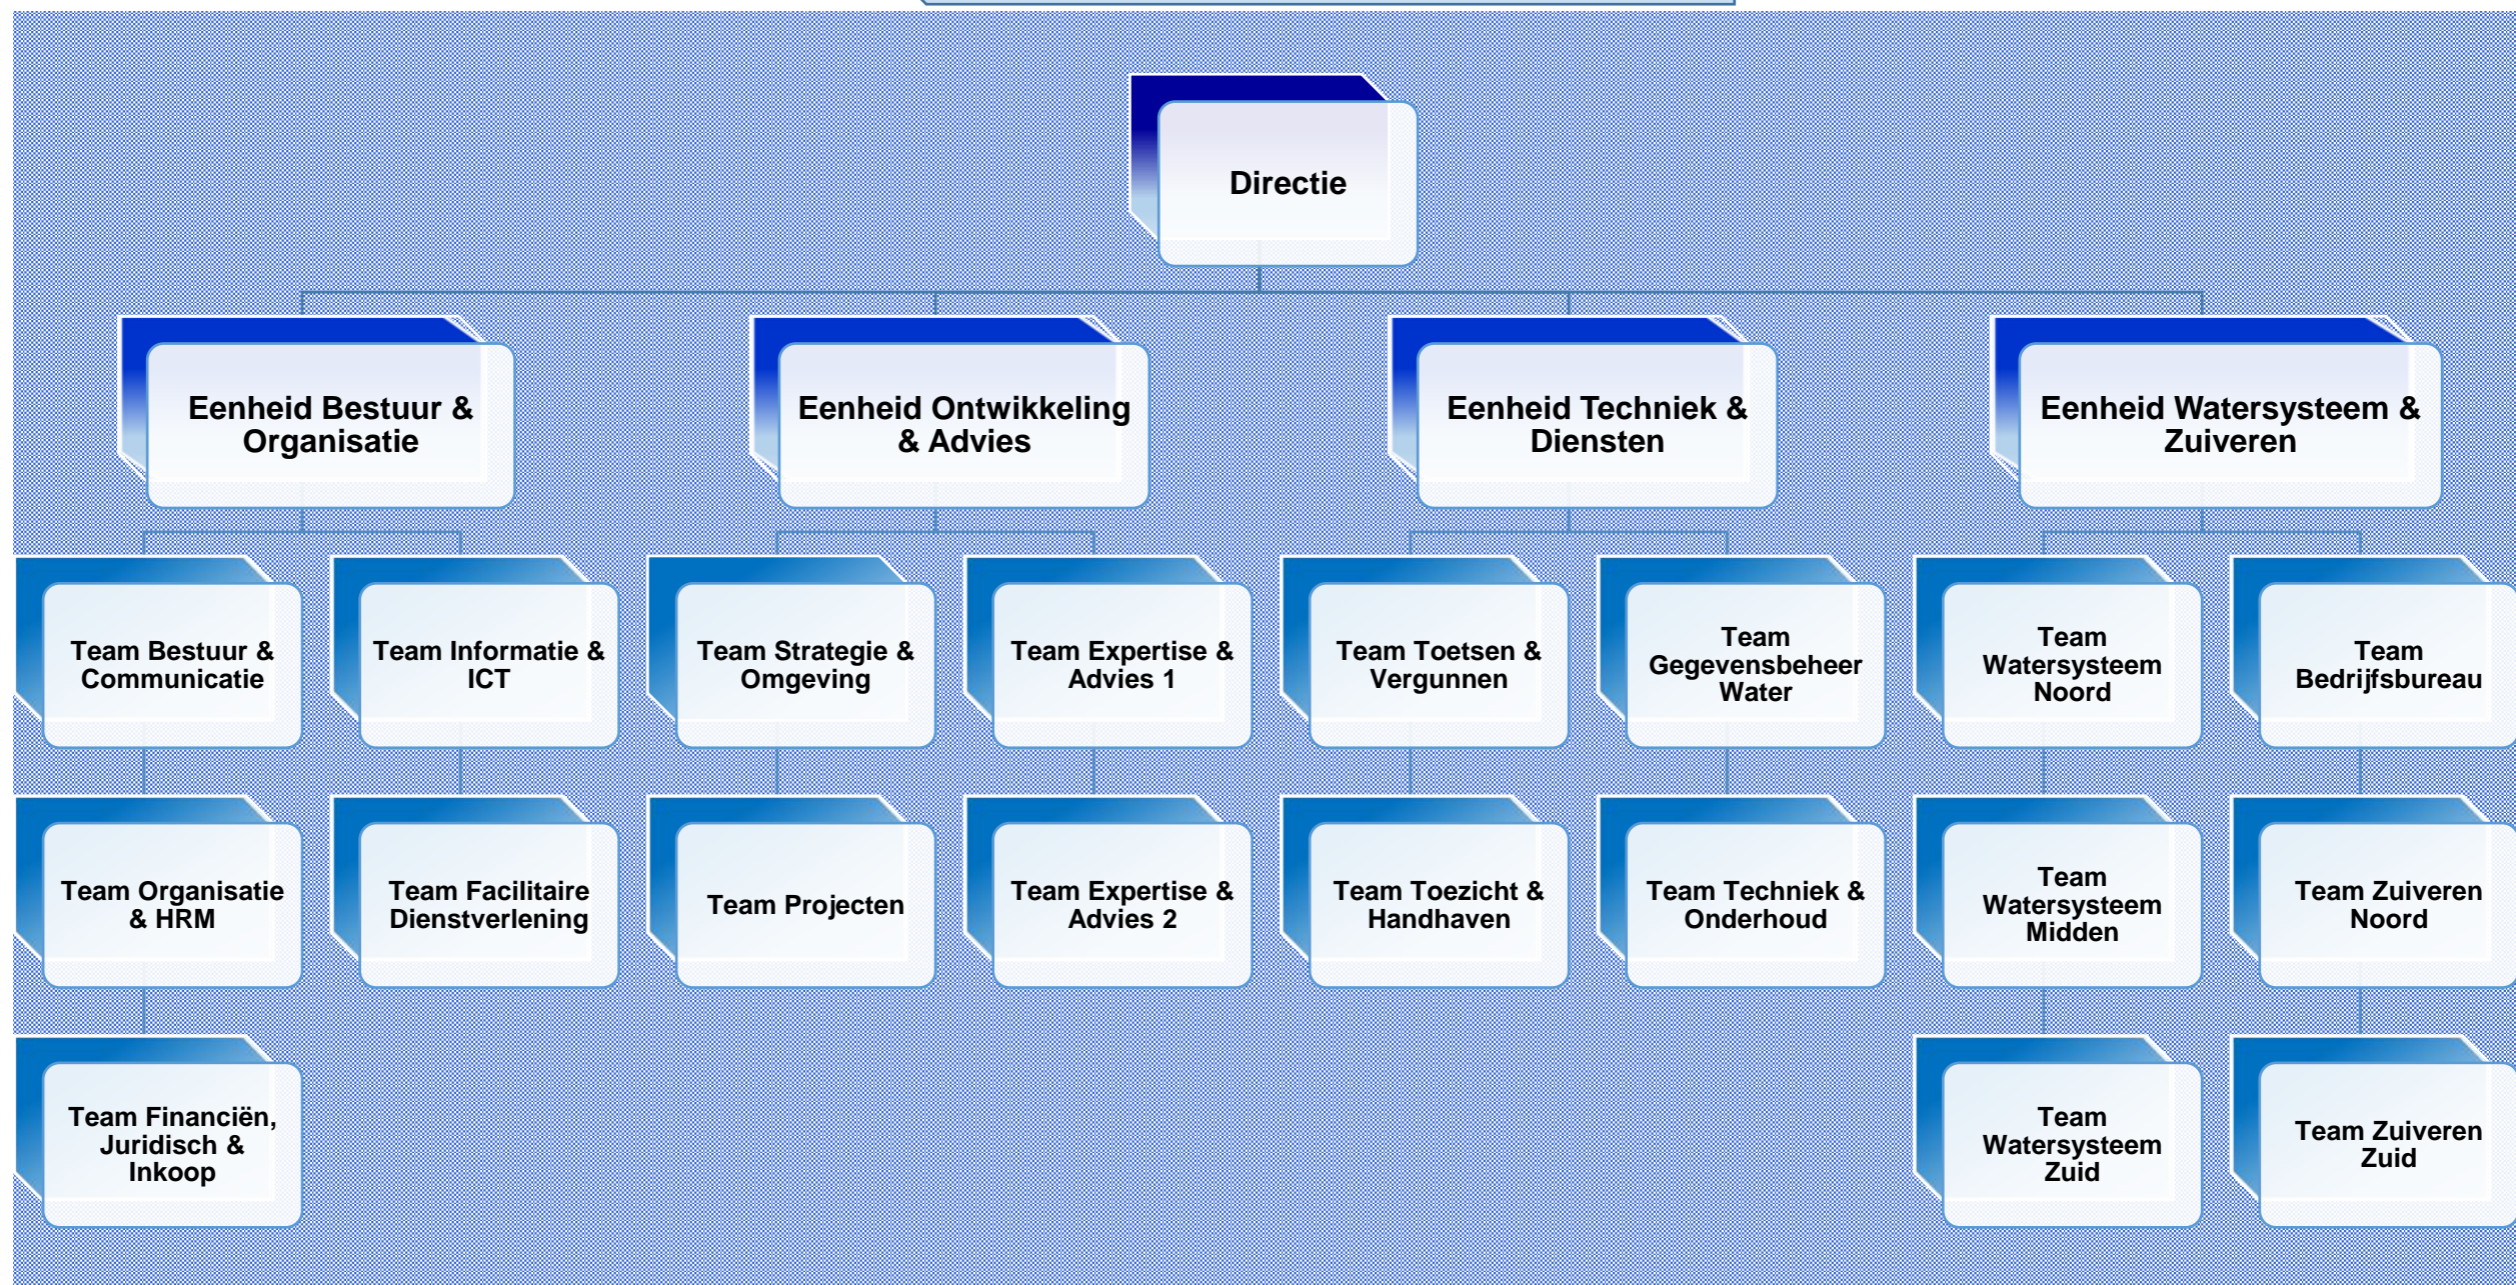 Directie
Eenheid Bestuur &
Organisatie
Eenheid Ontwikkeling
& Advies
Eenheid Techniek &
Diensten
Eenheid Watersysteem &
Zuiveren
Team Bestuur &
Communicatie
Team Informatie &
ICT
Team Strategie &
Omgeving
Team Expertise &
Advies 1
Team Toetsen &
Vergunnen
Team
Gegevensbeheer
Water
Team
Watersysteem
Noord
Team
Bedrijfsbureau
Team Organisatie
& HRM
Team Facilitaire
Dienstverlening
Team Projecten
Team Expertise &
Advies 2
Team Toezicht &
Handhaven
Team Techniek &
Onderhoud
Team
Watersysteem
Midden
Team Zuiveren
Noord
Team Financiën,
Juridisch &
Inkoop
Team
Watersysteem
Zuid
Team Zuiveren
Zuid